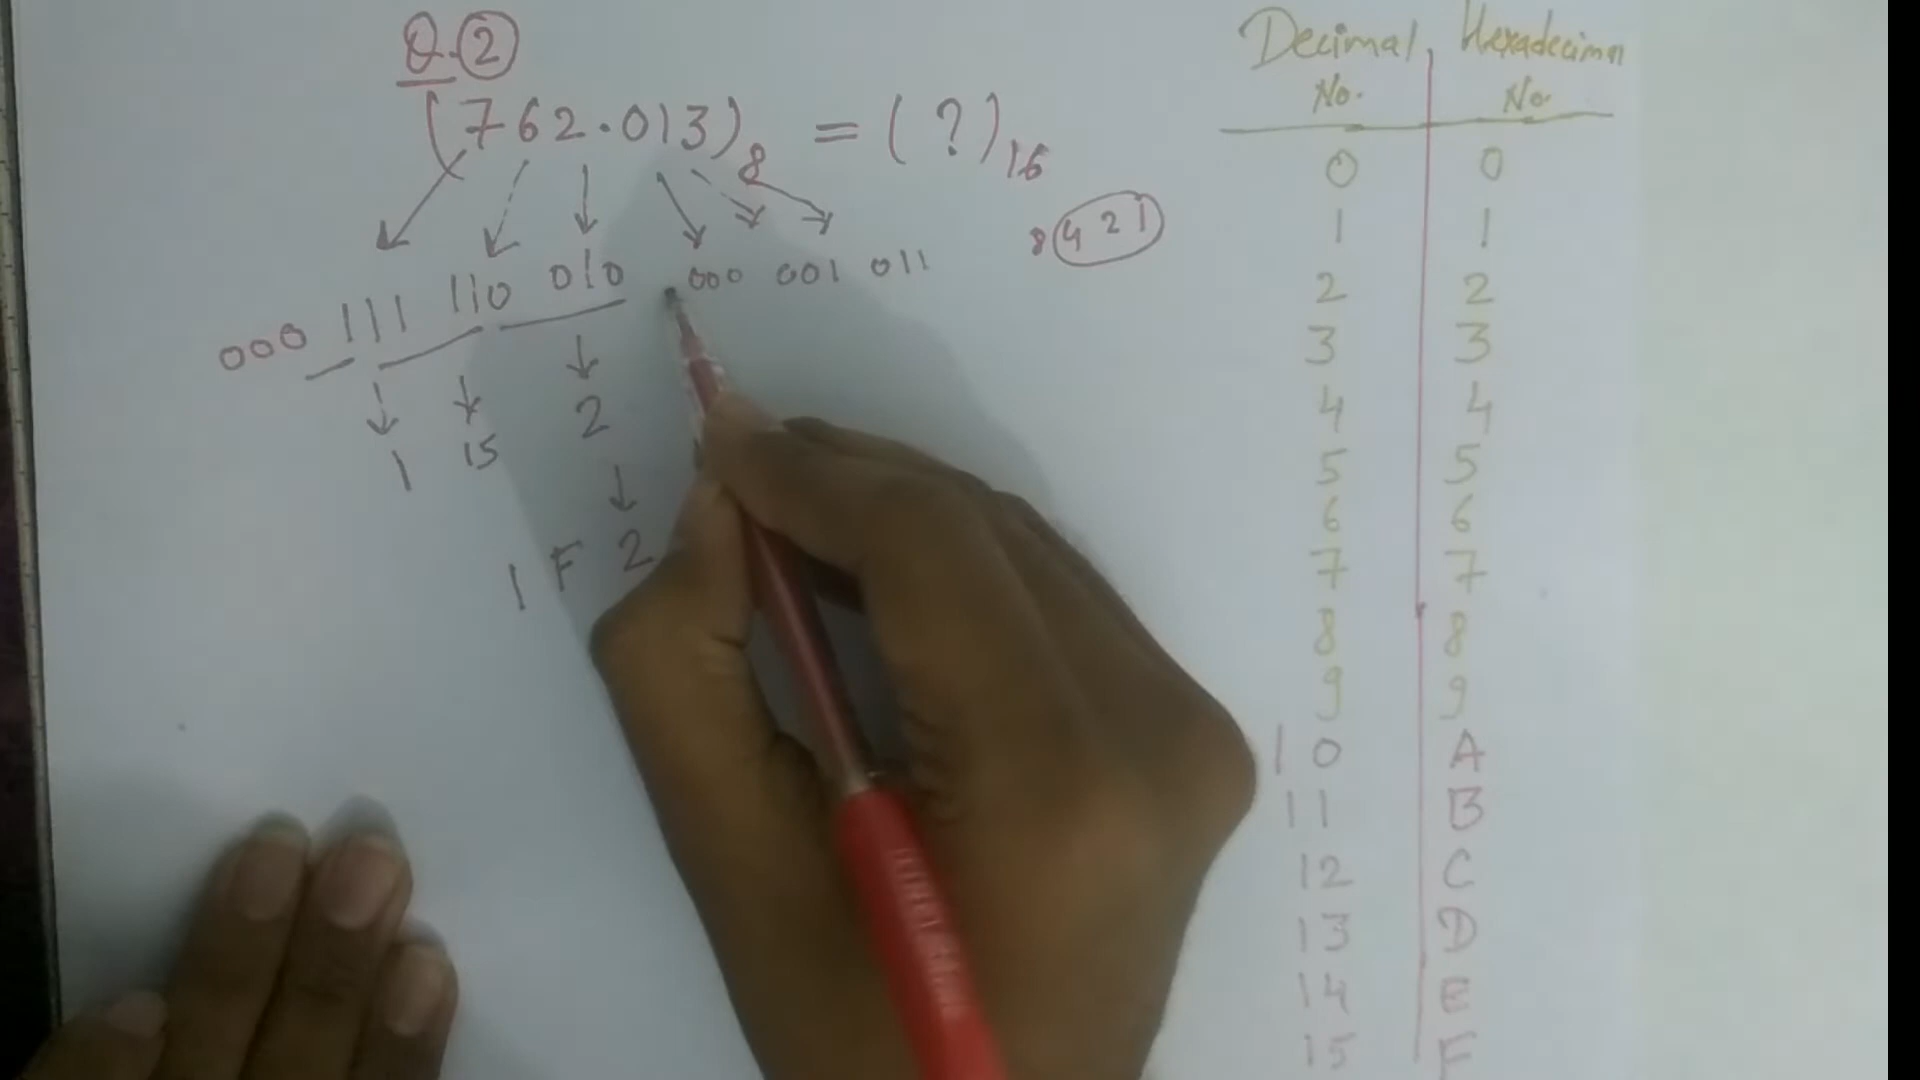 Q.2
(762.013)8 = (?)16
8 4 2 1
000 111 110 010 . 000 001 011
1 15 2
1 F 2
Decimal No. Hexadecimal No.
0 0
1 1
2 2
3 3
4 4
5 5
6 6
7 7
8 8
9 9
10 A
11 B
12 C
13 D
14 E
15 F